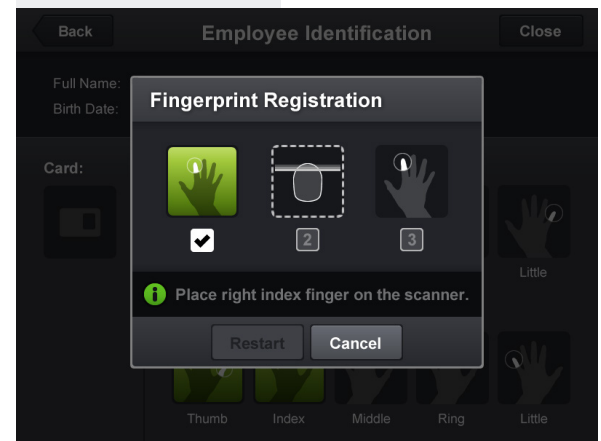 Back
Employee Identification
Close
Full Name:
Birth Date:
Card:
Fingerprint Registration
2
3
Place right index finger on the scanner.
Restart
Cancel
Little
Thumb
Index
Middle
Ring
Little